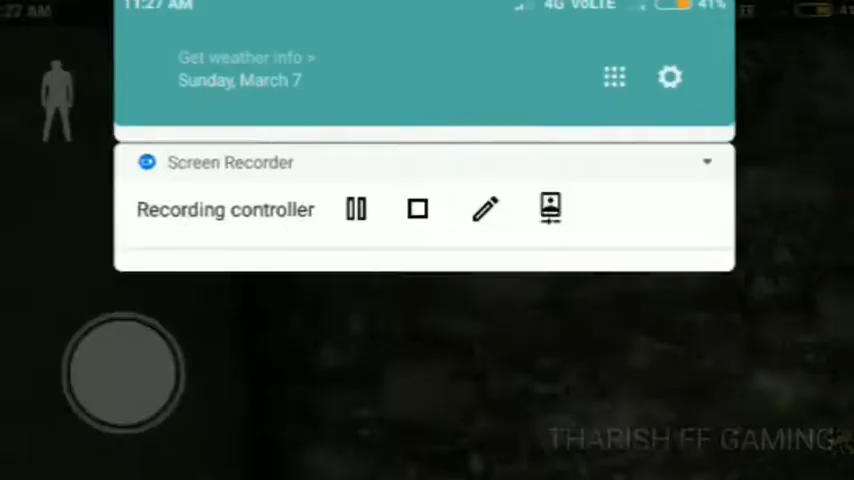 11:27 AM
4G VoLTE
41%
Get weather info >
Sunday, March 7
Screen Recorder
Recording controller
THARISH FF GAMING